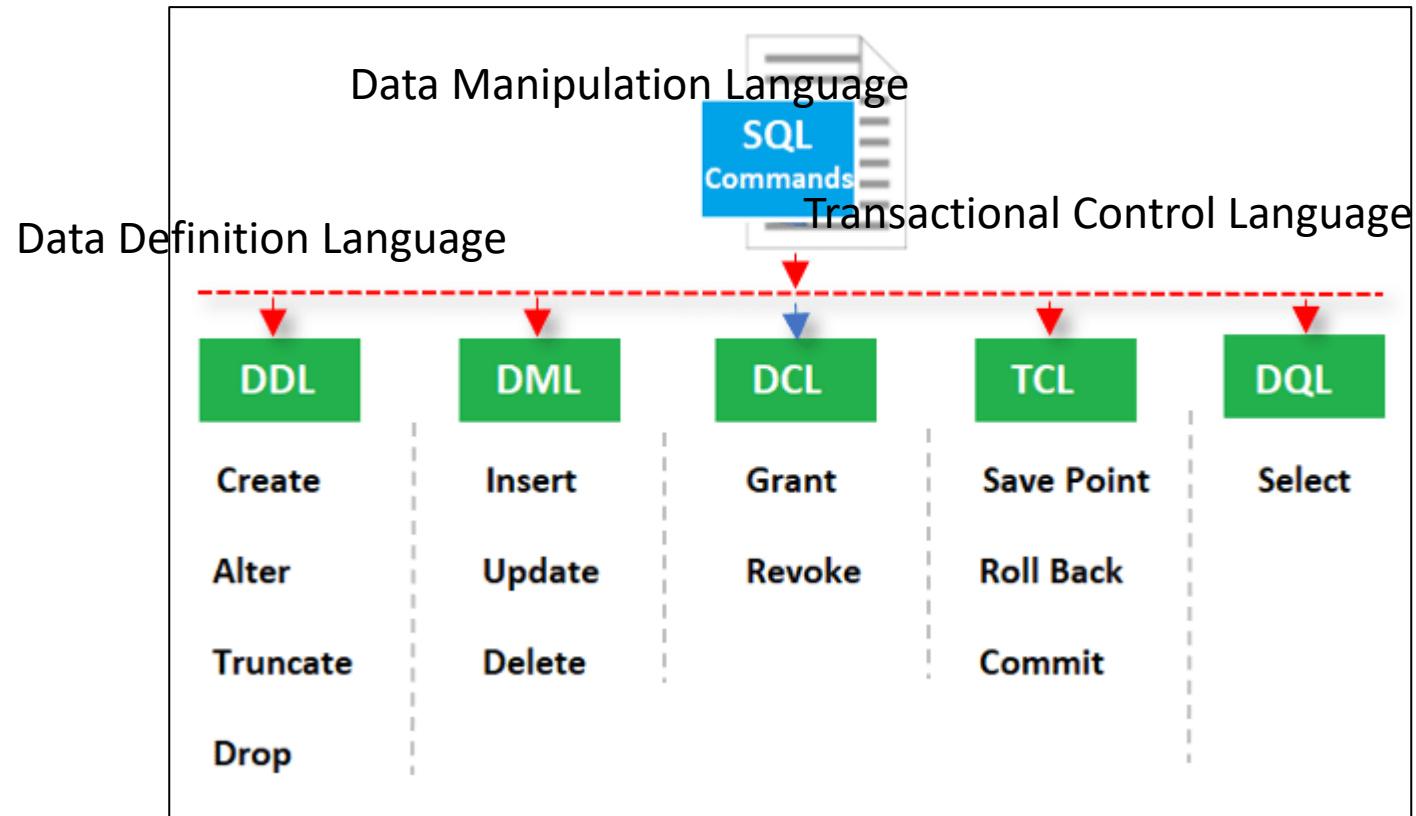 Data Manipulation Language
SQL
Commands
Transactional Control Language
Data Definition Language
DDL
DML
DCL
TCL
DQL
Create
Insert
Grant
Save Point
Select
Alter
Update
Revoke
Roll Back
Truncate
Delete
Commit
Drop